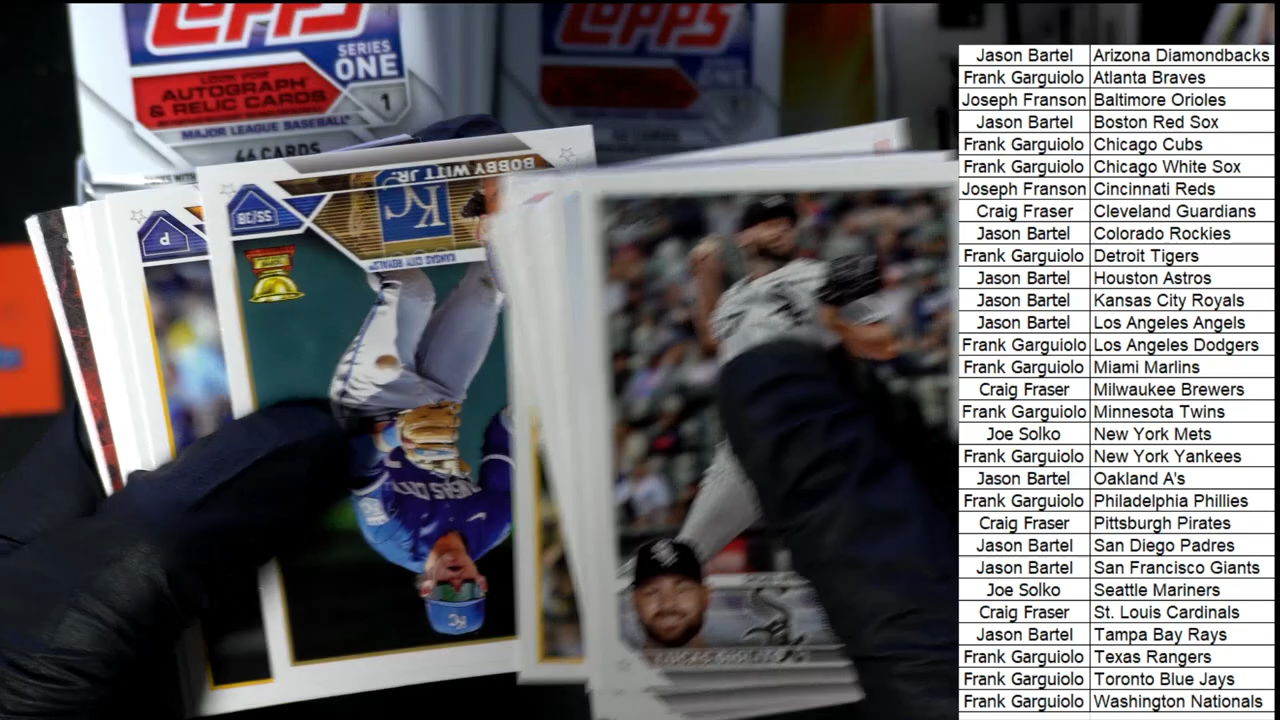 Topps
SERIES
ONE
LOOK FOR
AUTOGRAPH
& RELIC CARDS
1
MAJOR LEAGUE BASEBALL
46 CARDS
Topps
BOBBY WITT JR.
SS/3B
KC
KANSAS CITY ROYALS
P
KC
Jason Bartel Arizona Diamondbacks
Frank Garguiolo Atlanta Braves
Joseph Franson Baltimore Orioles
Jason Bartel Boston Red Sox
Frank Garguiolo Chicago Cubs
Frank Garguiolo Chicago White Sox
Joseph Franson Cincinnati Reds
Craig Fraser Cleveland Guardians
Jason Bartel Colorado Rockies
Frank Garguiolo Detroit Tigers
Jason Bartel Houston Astros
Jason Bartel Kansas City Royals
Jason Bartel Los Angeles Angels
Frank Garguiolo Los Angeles Dodgers
Frank Garguiolo Miami Marlins
Craig Fraser Milwaukee Brewers
Frank Garguiolo Minnesota Twins
Joe Solko New York Mets
Frank Garguiolo New York Yankees
Jason Bartel Oakland A's
Frank Garguiolo Philadelphia Phillies
Craig Fraser Pittsburgh Pirates
Jason Bartel San Diego Padres
Jason Bartel San Francisco Giants
Joe Solko Seattle Mariners
Craig Fraser St. Louis Cardinals
Jason Bartel Tampa Bay Rays
Frank Garguiolo Texas Rangers
Frank Garguiolo Toronto Blue Jays
Frank Garguiolo Washington Nationals